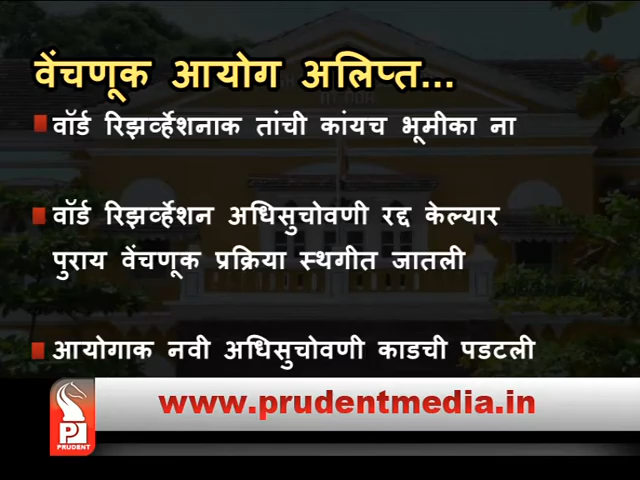 वेंचणूक आयोग अलिप्त...
वॉर्ड रिझर्व्हेशनाक तांची कांयच भूमीका ना
वॉर्ड रिझर्व्हेशन अधिसुचोवणी रद्द केल्यार
पुराय वेंचणूक प्रक्रिया स्थगीत जातली
आयोगाक नवी अधिसुचोवणी काडची पडटली
www.prudentmedia.in
PRUDENT